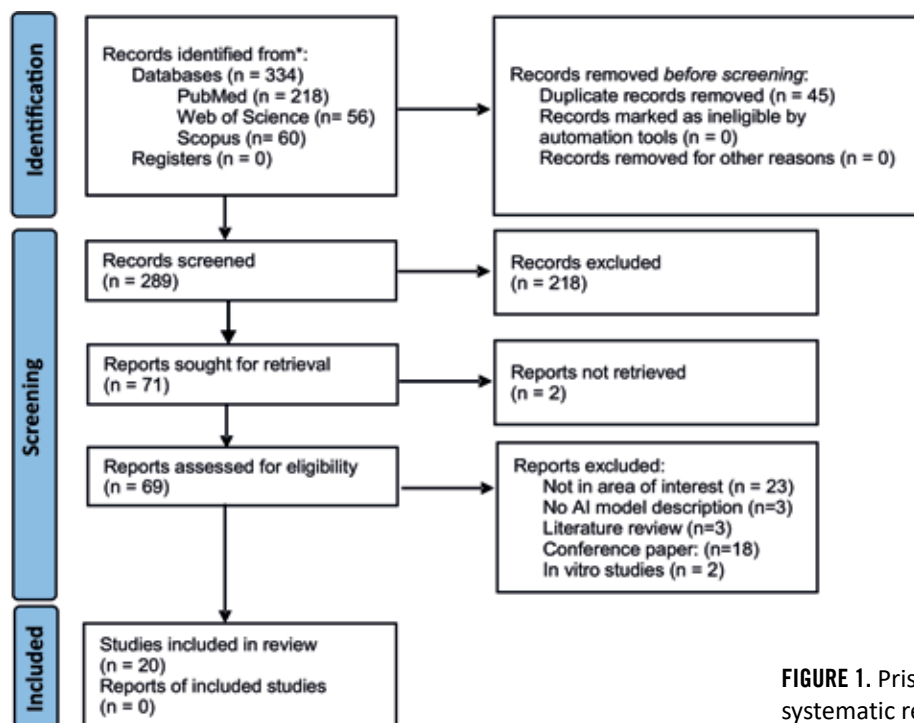 Identification
Records identified from*:
Databases (n = 334)
PubMed (n = 218)
Web of Science (n= 56)
Scopus (n= 60)
Registers (n = 0)
Records removed before screening:
Duplicate records removed (n = 45)
Records marked as ineligible by
automation tools (n = 0)
Records removed for other reasons (n = 0)
Screening
Records screened
(n = 289)
Records excluded
(n = 218)
Reports sought for retrieval
(n = 71)
Reports not retrieved
(n = 2)
Reports assessed for eligibility
(n = 69)
Reports excluded:
Not in area of interest (n = 23)
No AI model description (n=3)
Literature review (n=3)
Conference paper: (n=18)
In vitro studies (n = 2)
Included
Studies included in review
(n = 20)
Reports of included studies
(n = 0)
FIGURE 1. Pris
systematic re